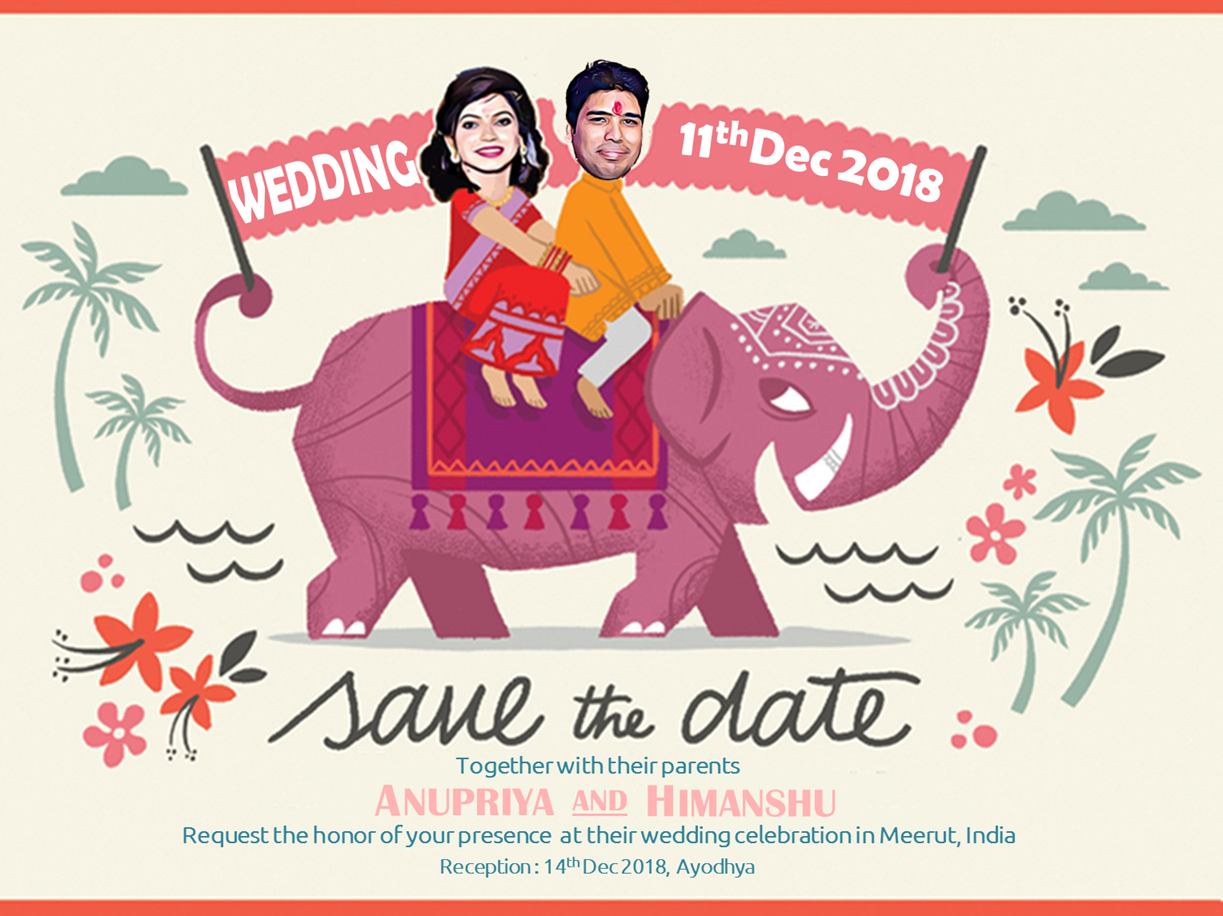 WEDDING 11th Dec 2018
save the date
Together with their parents
ANUPRIYA AND HIMANSHU
Request the honor of your presence at their wedding celebration in Meerut, India
Reception : 14th Dec 2018, Ayodhya